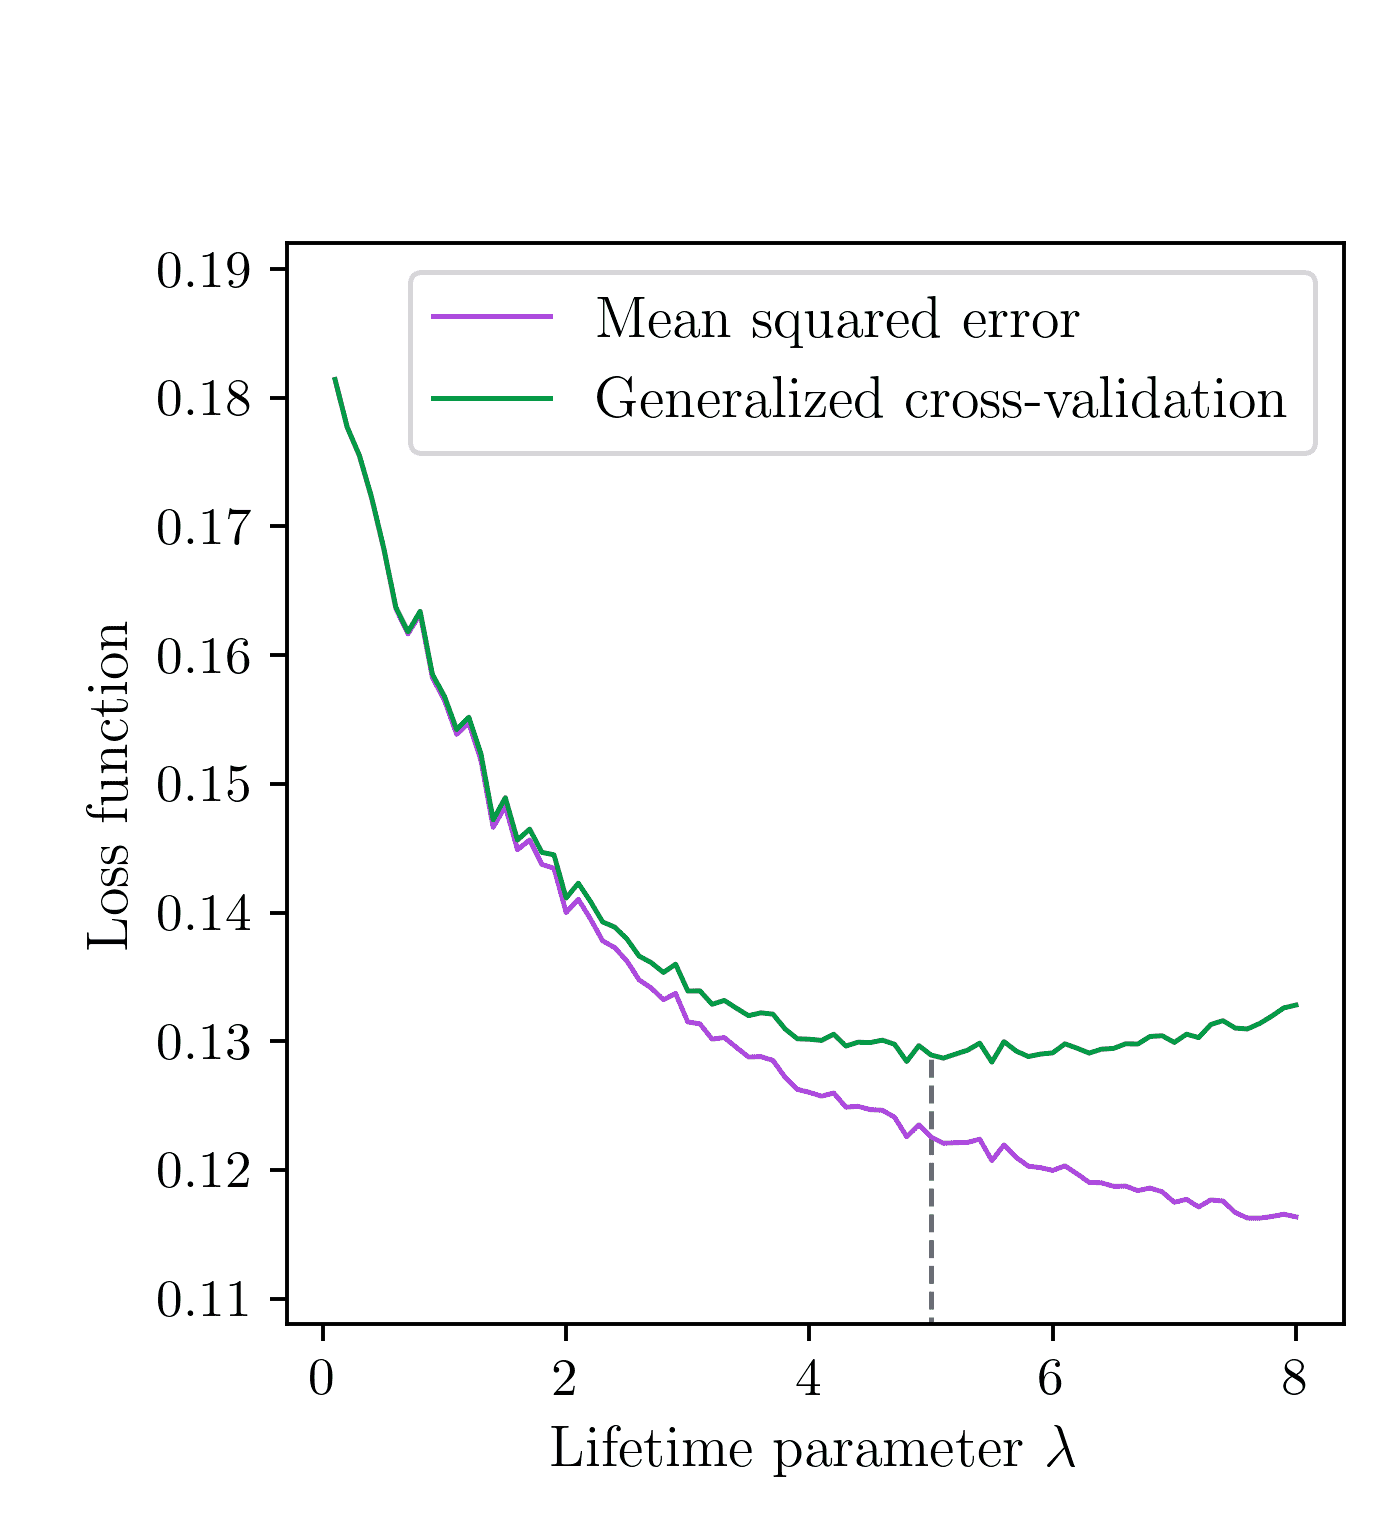 Mean squared error
Generalized cross-validation
0.19
0.18
0.17
0.16
0.15
0.14
0.13
0.12
0.11
Loss function
0 2 4 6 8
Lifetime parameter λ